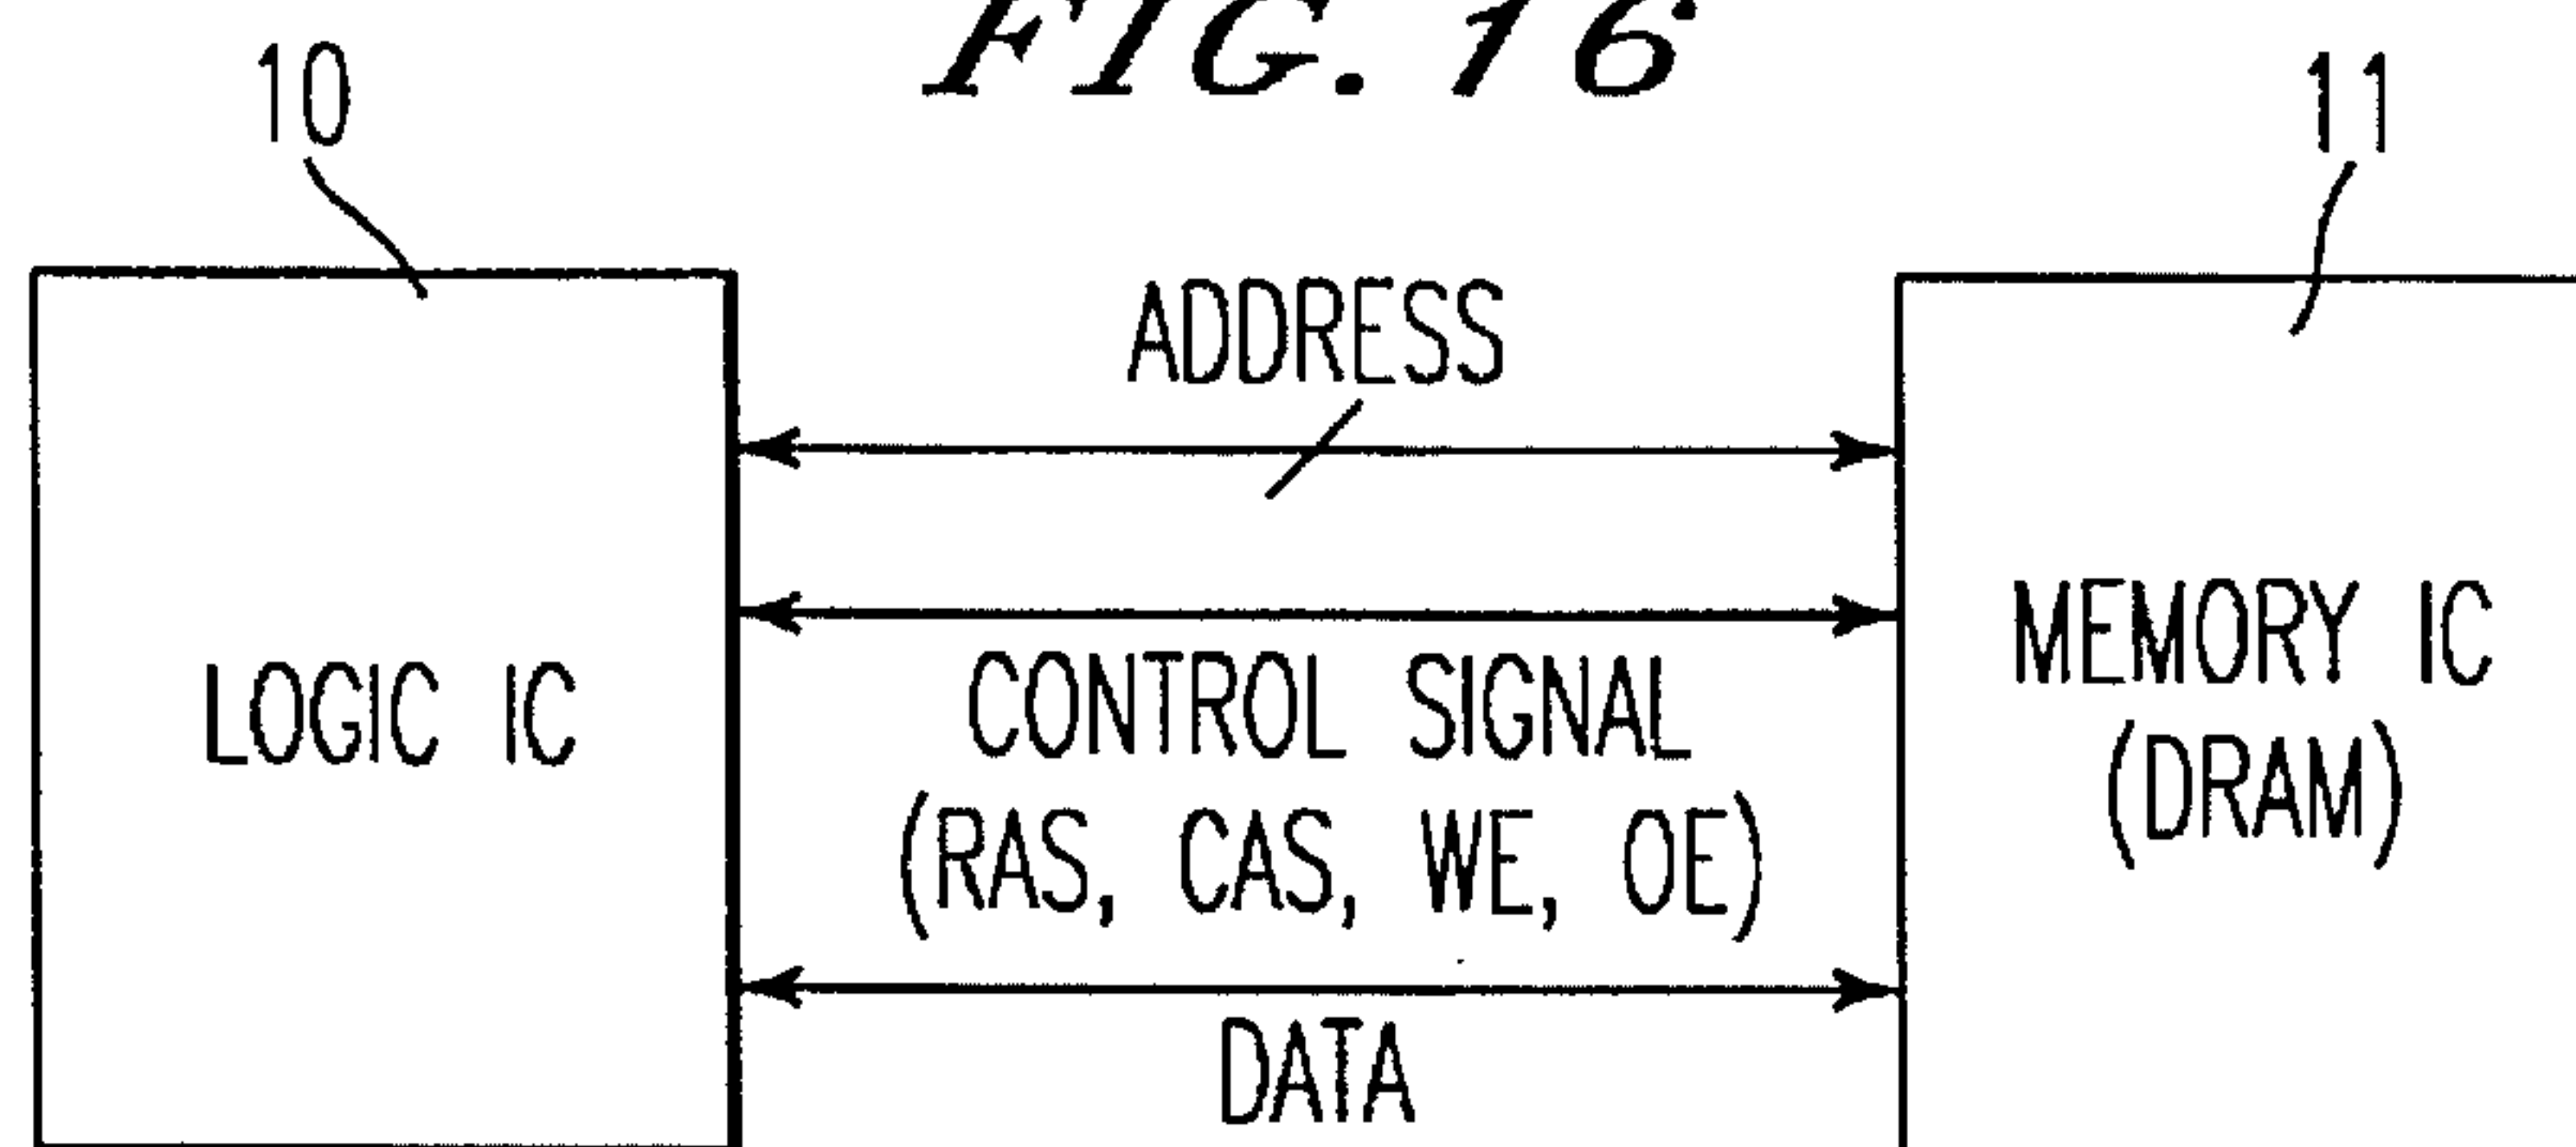 FIG. 16
10
11
ADDRESS
LOGIC IC
CONTROL SIGNAL
(RAS, CAS, WE, OE)
MEMORY IC
(DRAM)
DATA